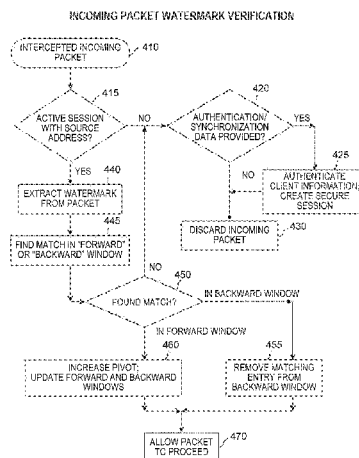 INCOMING PACKET WATERMARK VERIFICATION
INTERCEPTED INCOMING
PACKET
410
ACTIVE SESSION
WITH SOURCE
ADDRESS?
415
NO
YES
AUTHENTICATION/
SYNCHRONIZATION
DATA PROVIDED?
420
YES
NO
AUTHENTICATE
CLIENT INFORMATION;
CREATE SECURE
SESSION
425
DISCARD INCOMING
PACKET
430
EXTRACT WATERMARK
FROM PACKET
440
FIND MATCH IN "FORWARD"
OR "BACKWARD" WINDOW
445
NO
FOUND MATCH?
450
IN BACKWARD WINDOW
IN FORWARD WINDOW
INCREASE PIVOT;
UPDATE FORWARD AND BACKWARD
WINDOWS
460
REMOVE MATCHING
ENTRY FROM
BACKWARD WINDOW
455
ALLOW PACKET
TO PROCEED
470